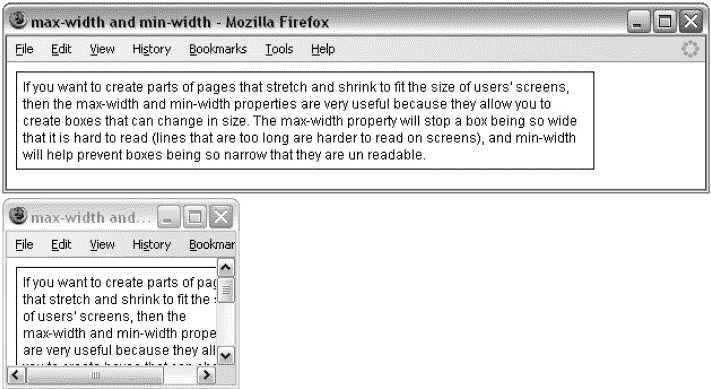 max-width and min-width - Mozilla Firefox
File Edit View History Bookmarks Tools Help
If you want to create parts of pages that stretch and shrink to fit the size of users' screens,
then the max-width and min-width properties are very useful because they allow you to
create boxes that can change in size. The max-width property will stop a box being so wide
that it is hard to read (lines that are too long are harder to read on screens), and min-width
will help prevent boxes being so narrow that they are un readable.
max-width and...
File Edit View History Bookmar
If you want to create parts of pag
that stretch and shrink to fit the
of users' screens, then the
max-width and min-width prope
are very useful because they all